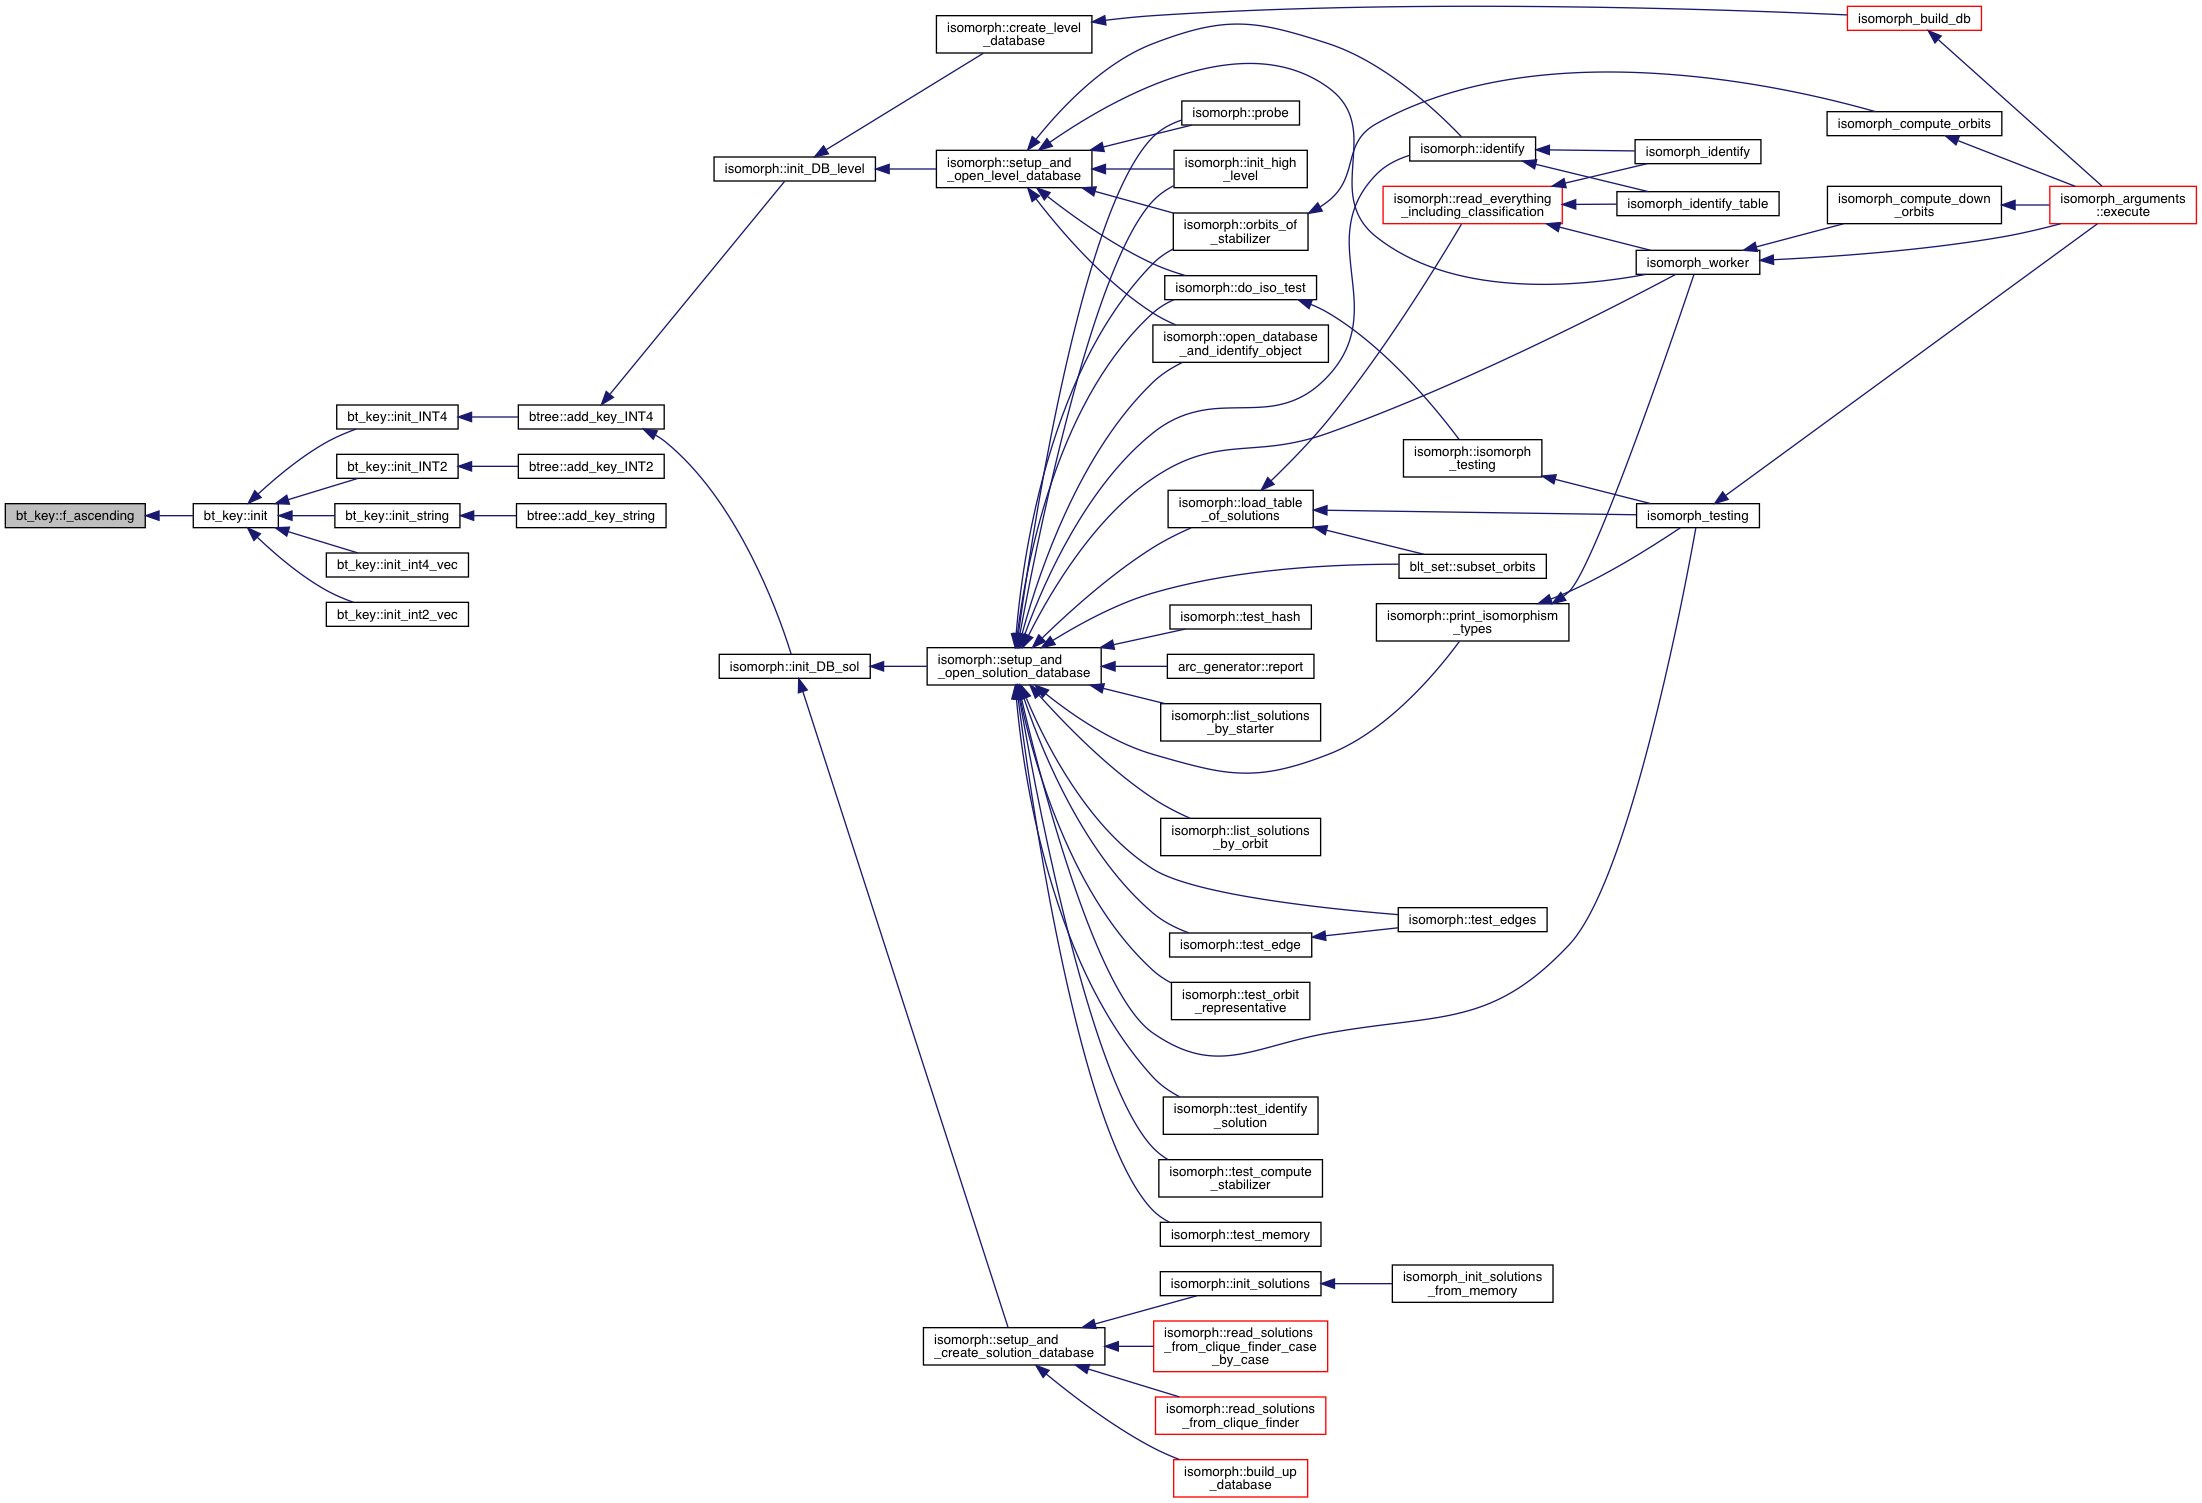 bt_key::f_ascending
bt_key::init
bt_key::init_INT4
bt_key::init_INT2
bt_key::init_string
bt_key::init_int4_vec
bt_key::init_int2_vec
btree::add_key_INT4
btree::add_key_INT2
btree::add_key_string
isomorph::init_DB_level
isomorph::init_DB_sol
isomorph::create_level
_database
isomorph::setup_and
_open_level_database
isomorph::setup_and
_open_solution_database
isomorph::setup_and
_create_solution_database
isomorph::probe
isomorph::init_high
_level
isomorph::orbits_of
_stabilizer
isomorph::do_iso_test
isomorph::open_database
_and_identify_object
isomorph::load_table
_of_solutions
isomorph::test_hash
arc_generator::report
isomorph::list_solutions
_by_starter
isomorph::list_solutions
_by_orbit
isomorph::test_edge
isomorph::test_orbit
_representative
isomorph::test_identify
_solution
isomorph::test_compute
_stabilizer
isomorph::test_memory
isomorph::init_solutions
isomorph::read_solutions
_from_clique_finder_case
_by_case
isomorph::read_solutions
_from_clique_finder
isomorph::build_up
_database
isomorph::identify
isomorph::read_everything
_including_classification
isomorph::isomorph
_testing
blt_set::subset_orbits
isomorph::print_isomorphism
_types
isomorph::test_edges
isomorph_init_solutions
_from_memory
isomorph_identify
isomorph_identify_table
isomorph_worker
isomorph_testing
isomorph_build_db
isomorph_compute_orbits
isomorph_compute_down
_orbits
isomorph_arguments
::execute